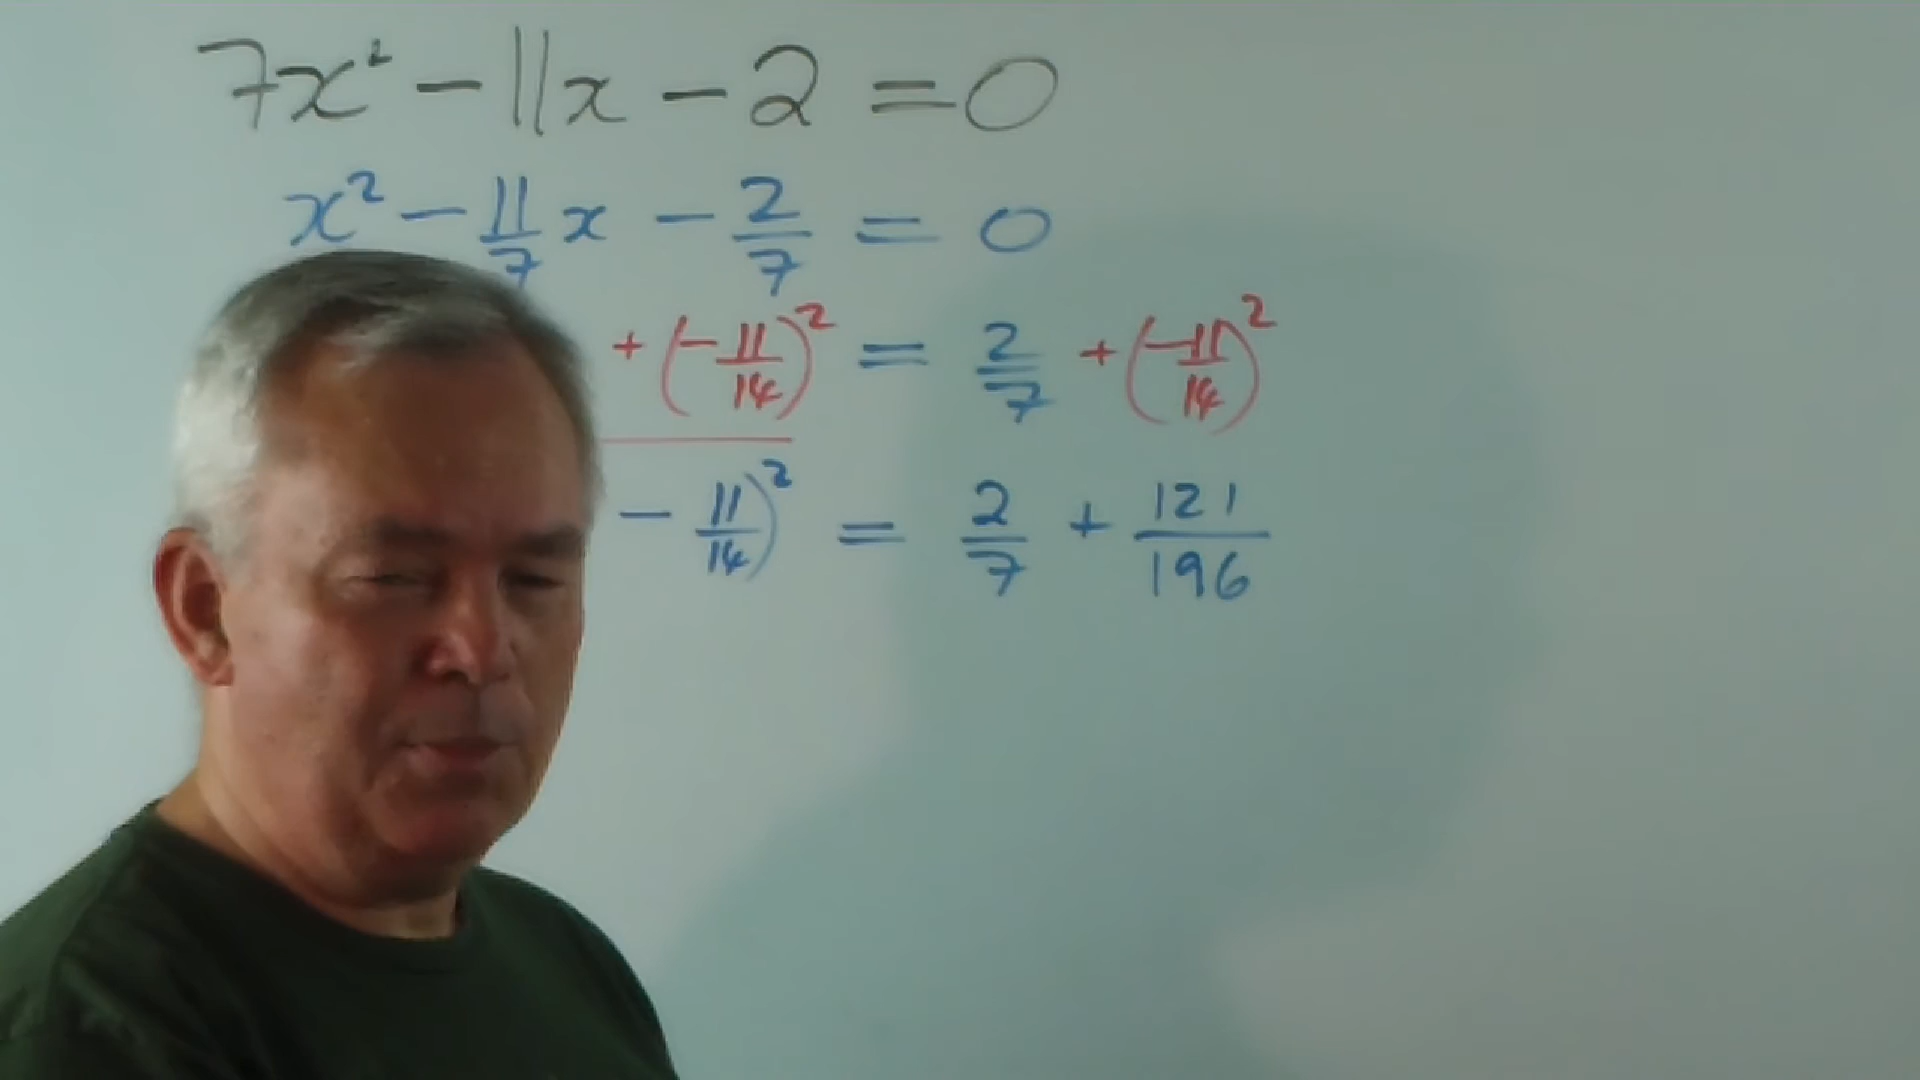 7x² - 11x - 2 = 0
x² - 11/7 x - 2/7 = 0
+ (-11/14)² = 2/7 + (-11/14)²
- 11/14)² = 2/7 + 121/196